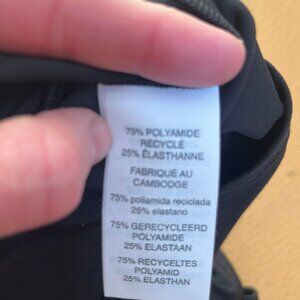 75% POLYAMIDE
RECYCLÉ
25% ÉLASTHANNE
FABRIQUÉ AU
CAMBODGE
75% poliamida reciclada
25% elastano
75% GERECYCLEERD
POLYAMIDE
25% ELASTAAN
75% RECYCELTES
POLYAMID
25% ELASTHAN